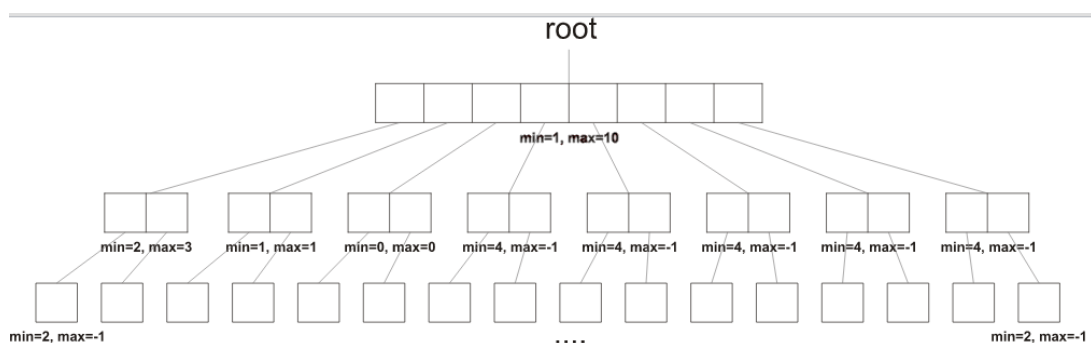 root
min=1, max=10
min=2, max=3 min=1, max=1 min=0, max=0 min=4, max=-1 min=4, max=-1 min=4, max=-1 min=4, max=-1 min=4, max=-1
min=2, max=-1 .... min=2, max=-1